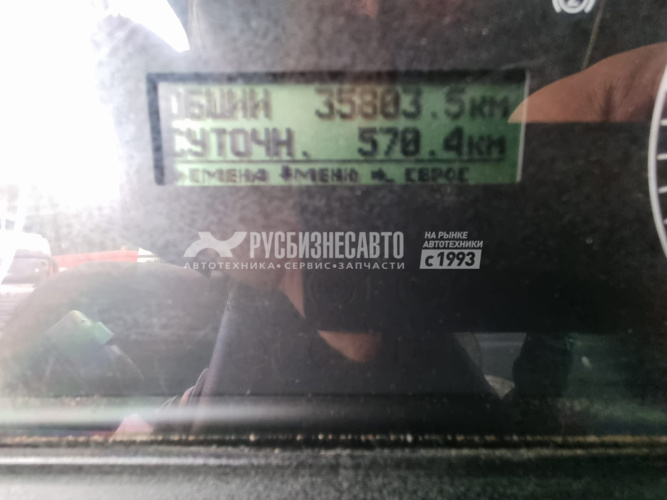 ОБЩИЙ 35803.5км
СУТОЧН. 570.4км
СМЕНА МЕНЮ СБРОС
РУСБИЗНЕСАВТО
АВТОТЕХНИКА•СЕРВИС•ЗАПЧАСТИ
НА РЫНКЕ
АВТОТЕХНИКИ
с 1993